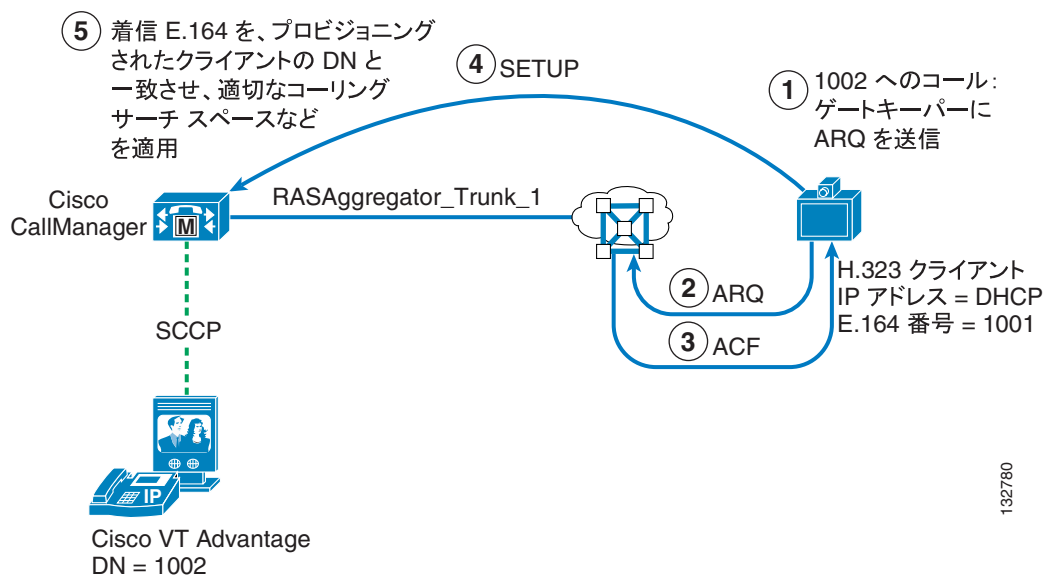 5 着信 E.164 を、プロビジョニング
されたクライアントの DN と
一致させ、適切なコーリング
サーチ スペースなど
を適用
4 SETUP
1 1002 へのコール：
ゲートキーパーに
ARQ を送信
Cisco
CallManager
M
RASAggregator_Trunk_1
H.323 クライアント
IP アドレス = DHCP
E.164 番号 = 1001
2 ARQ
3 ACF
SCCP
IP
Cisco VT Advantage
DN = 1002
132780